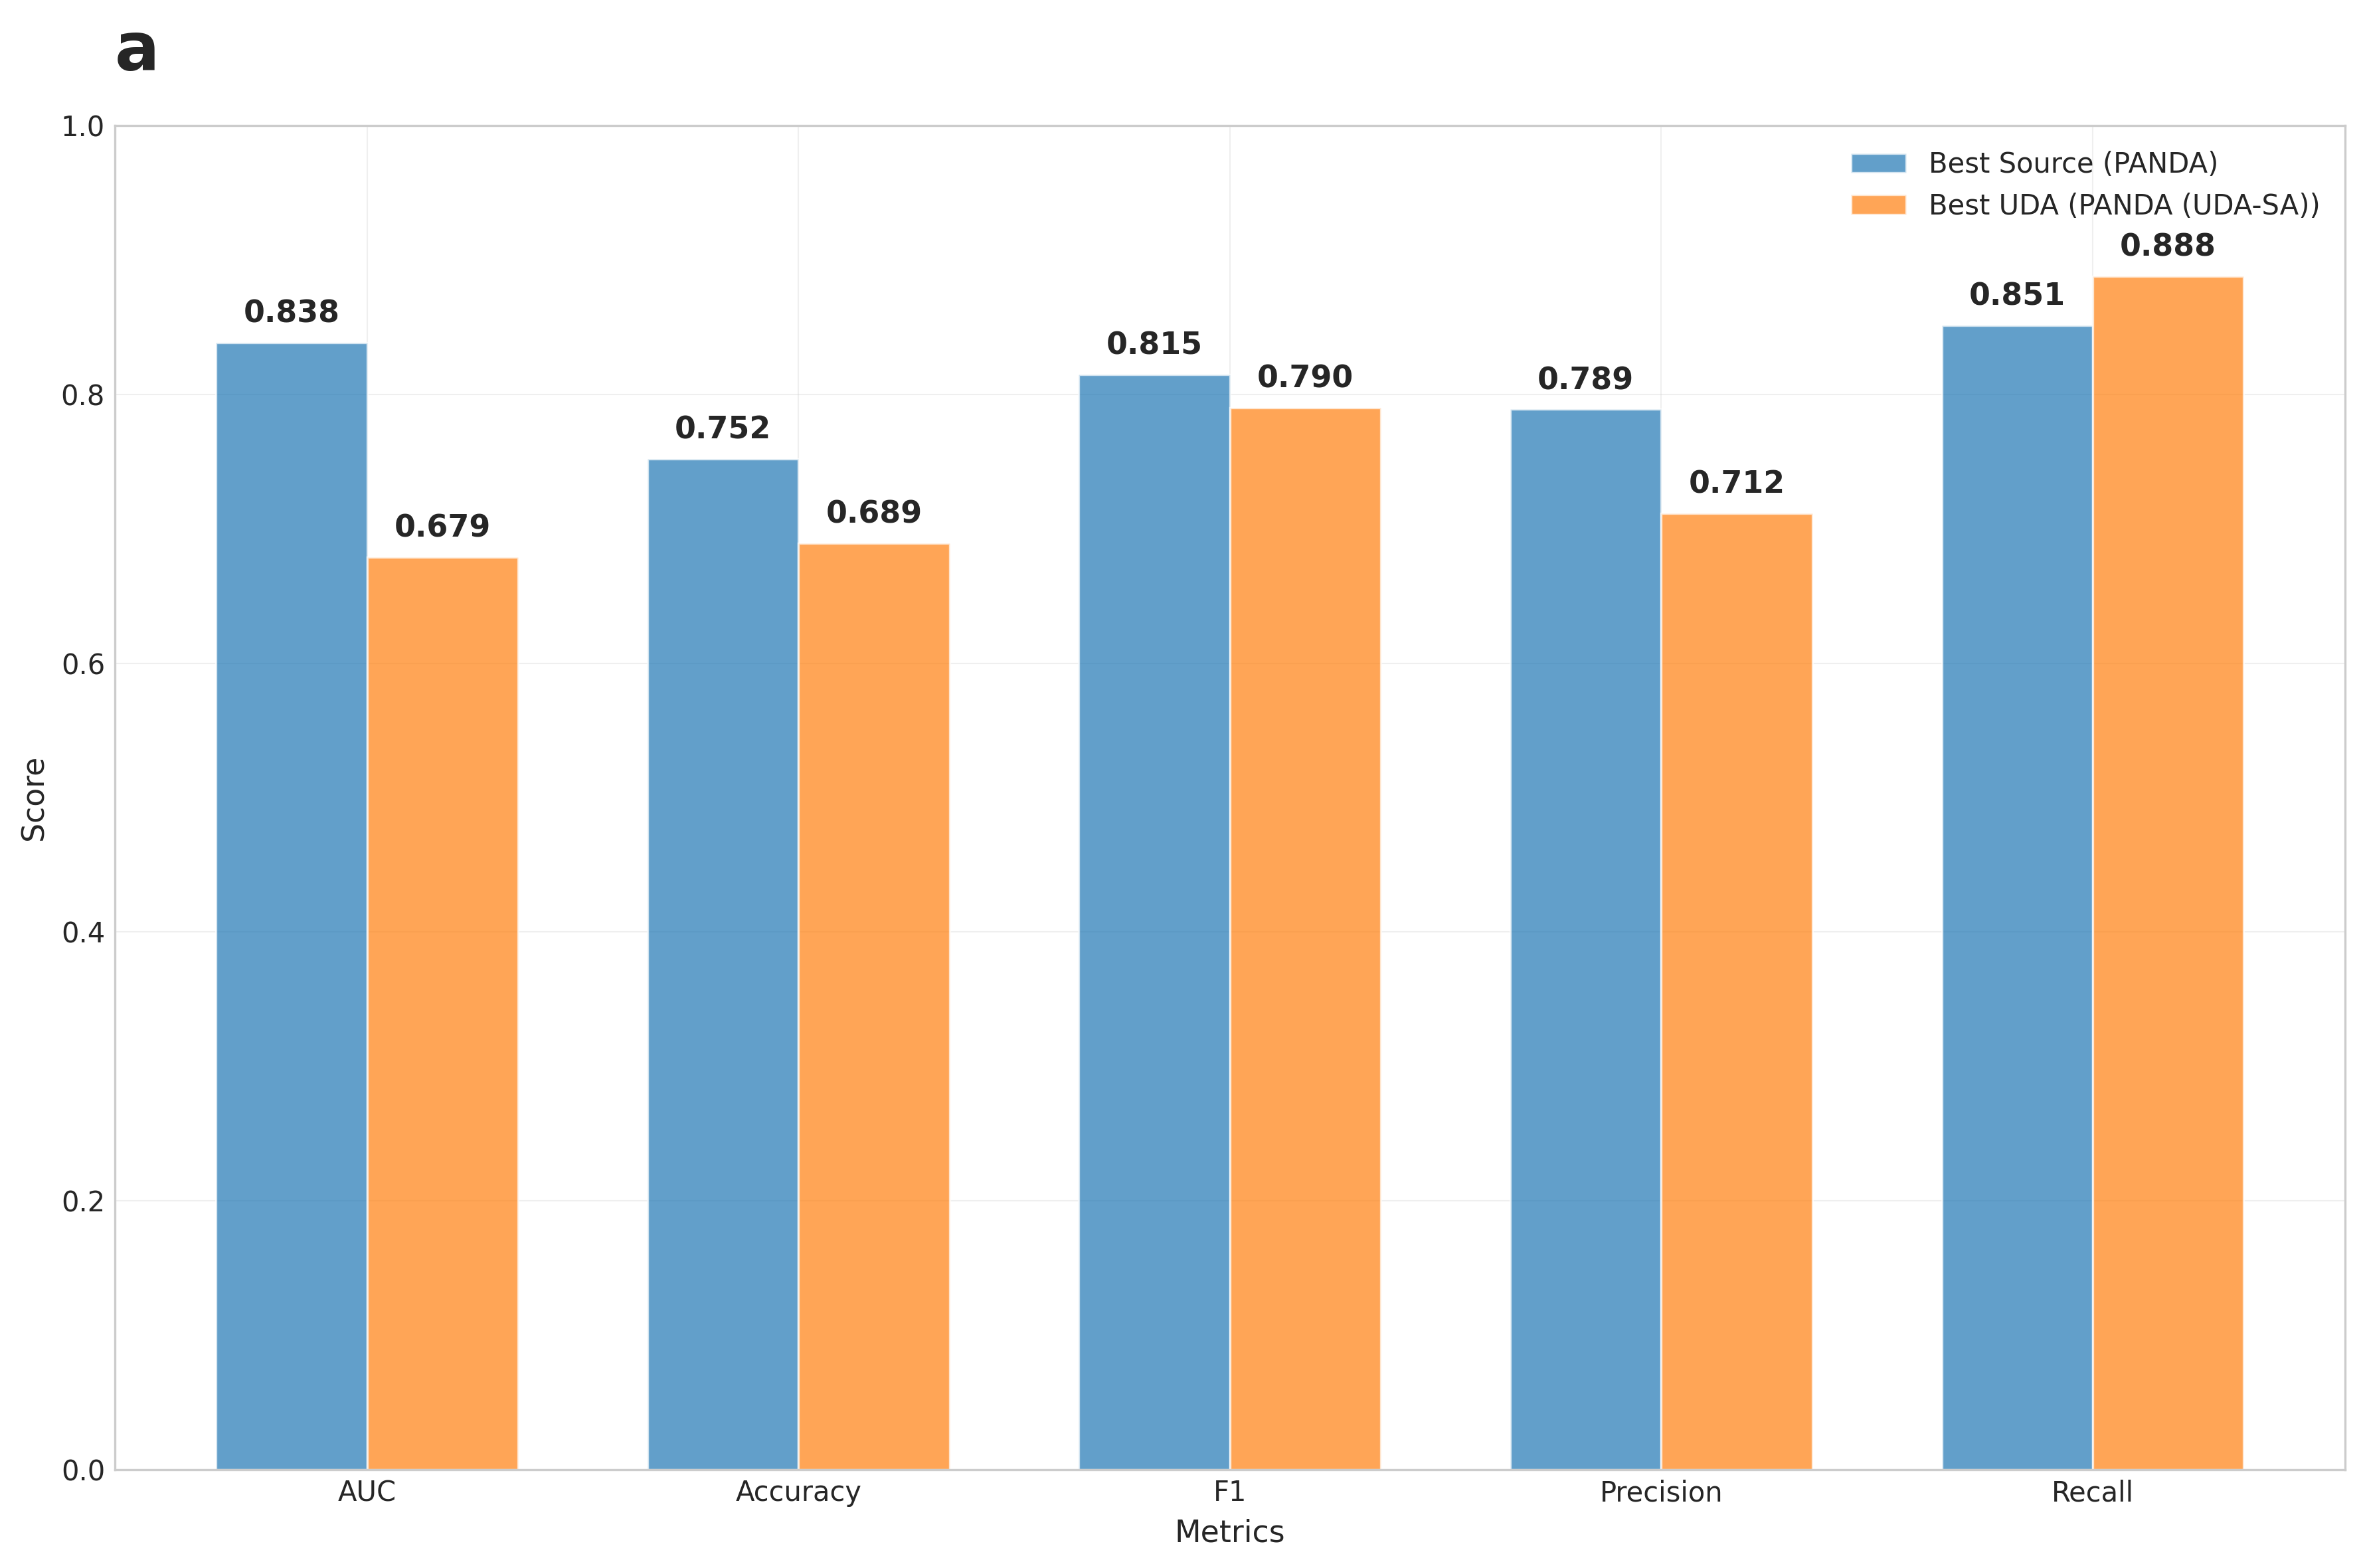 a
1.0
0.8
0.6
0.4
0.2
0.0
Score
Best Source (PANDA)
Best UDA (PANDA (UDA-SA))
0.838
0.679
0.752
0.689
0.815
0.790
0.789
0.712
0.851
0.888
AUC
Accuracy
F1
Precision
Recall
Metrics